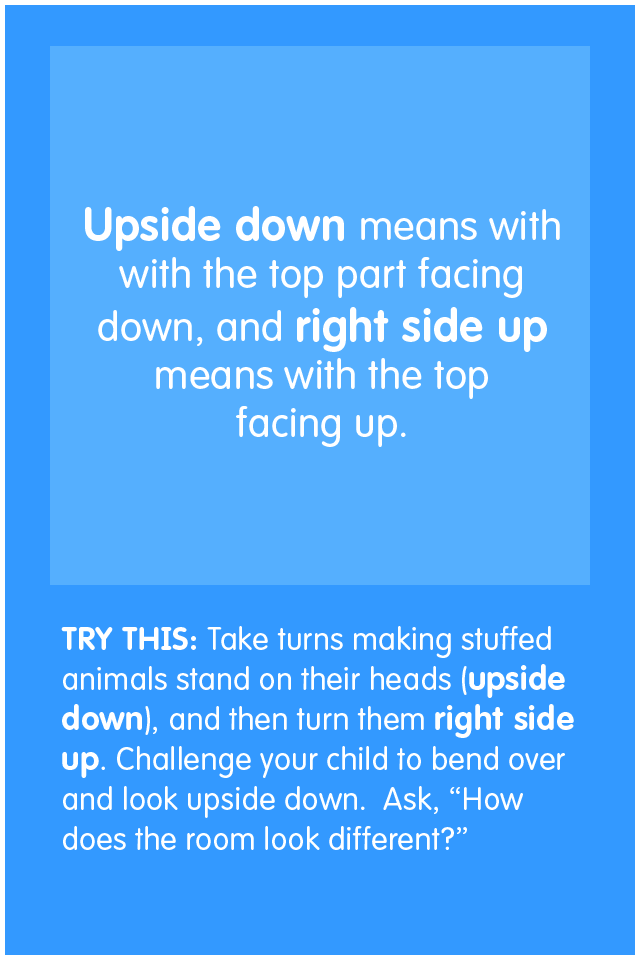 Upside down means with
with the top part facing
down, and right side up
means with the top
facing up.
TRY THIS: Take turns making stuffed
animals stand on their heads (upside
down), and then turn them right side
up. Challenge your child to bend over
and look upside down.  Ask, “How
does the room look different?”